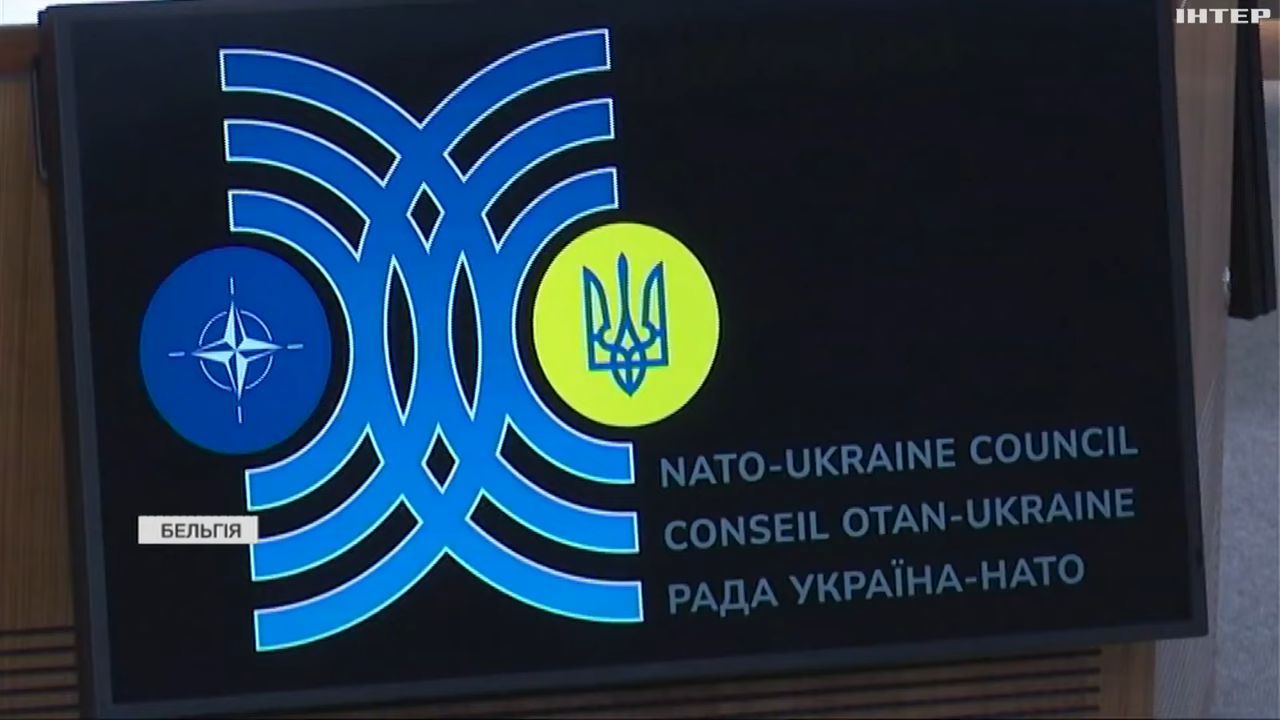 ІНТЕР
NATO-UKRAINE COUNCIL
CONSEIL OTAN-UKRAINE
РАДА УКРАЇНА-НАТО
БЕЛЬГІЯ